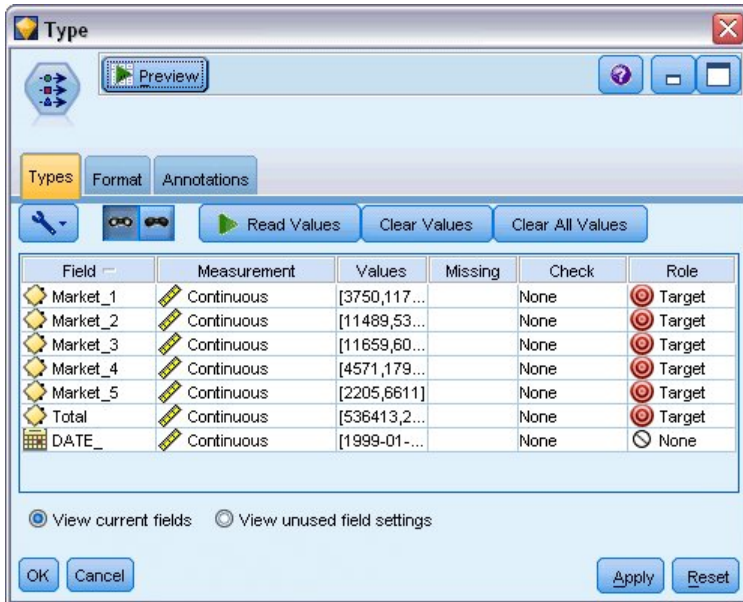 Type
Preview
Types Format Annotations
Read Values Clear Values Clear All Values
Field Measurement Values Missing Check Role
Market_1 Continuous [3750,117... None Target
Market_2 Continuous [11489,53... None Target
Market_3 Continuous [11659,60... None Target
Market_4 Continuous [4571,179... None Target
Market_5 Continuous [2205,6611] None Target
Total Continuous [536413,2... None Target
DATE_ Continuous [1999-01-... None None
View current fields View unused field settings
OK Cancel Apply Reset